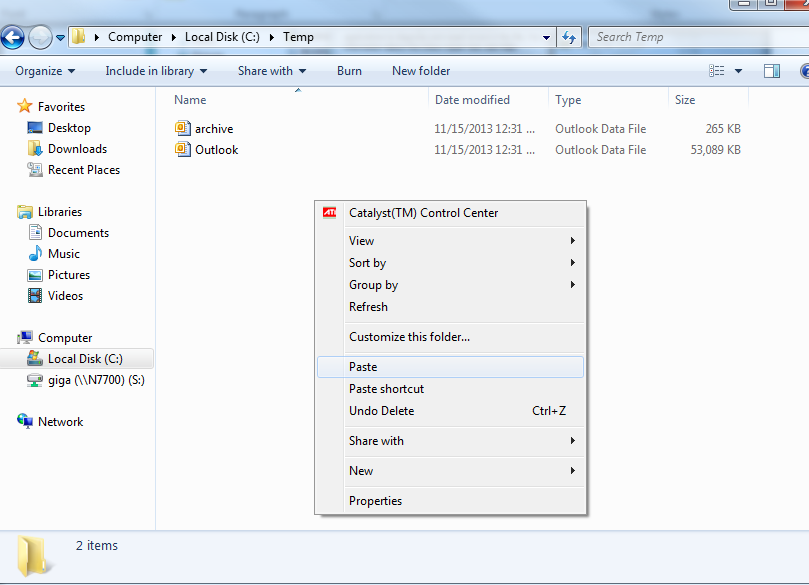 Computer Local Disk (C:) Temp
Search Temp
Organize Include in library Share with Burn New folder
Favorites
Desktop
Downloads
Recent Places
Libraries
Documents
Music
Pictures
Videos
Computer
Local Disk (C:)
giga (\\N7700) (S:)
Network
Name Date modified Type Size
archive 11/15/2013 12:31 ... Outlook Data File 265 KB
Outlook 11/15/2013 12:31 ... Outlook Data File 53,089 KB
ATI Catalyst(TM) Control Center
View
Sort by
Group by
Refresh
Customize this folder...
Paste
Paste shortcut
Undo Delete Ctrl+Z
Share with
New
Properties
2 items